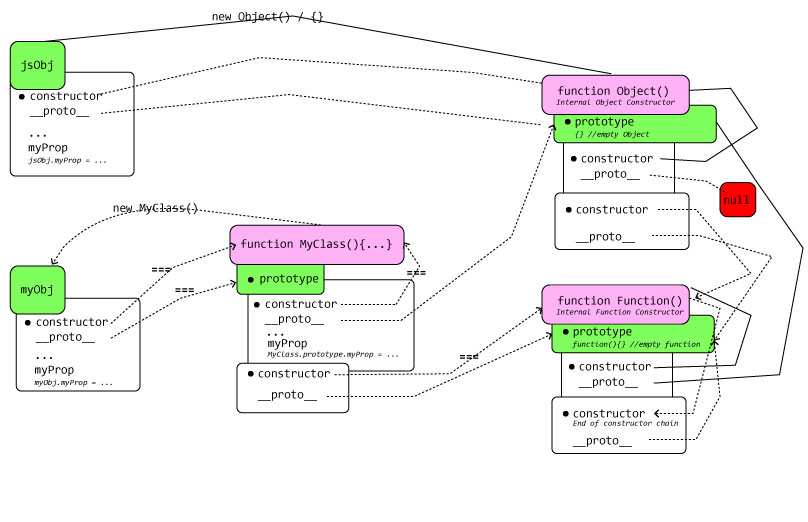 new Object() / {}
jsObj
constructor
__proto__
...
myProp
jsObj.myProp = ...
function Object()
Internal Object Constructor
prototype
{} //empty Object
constructor
__proto__
null
constructor
__proto__
new MyClass()
function MyClass(){...}
===
===
===
prototype
myObj
constructor
__proto__
...
myProp
myObj.myProp = ...
constructor
__proto__
...
myProp
MyClass.prototype.myProp = ...
constructor
__proto__
===
function Function()
Internal Function Constructor
prototype
function(){} //empty function
constructor
__proto__
constructor
End of constructor chain
__proto__